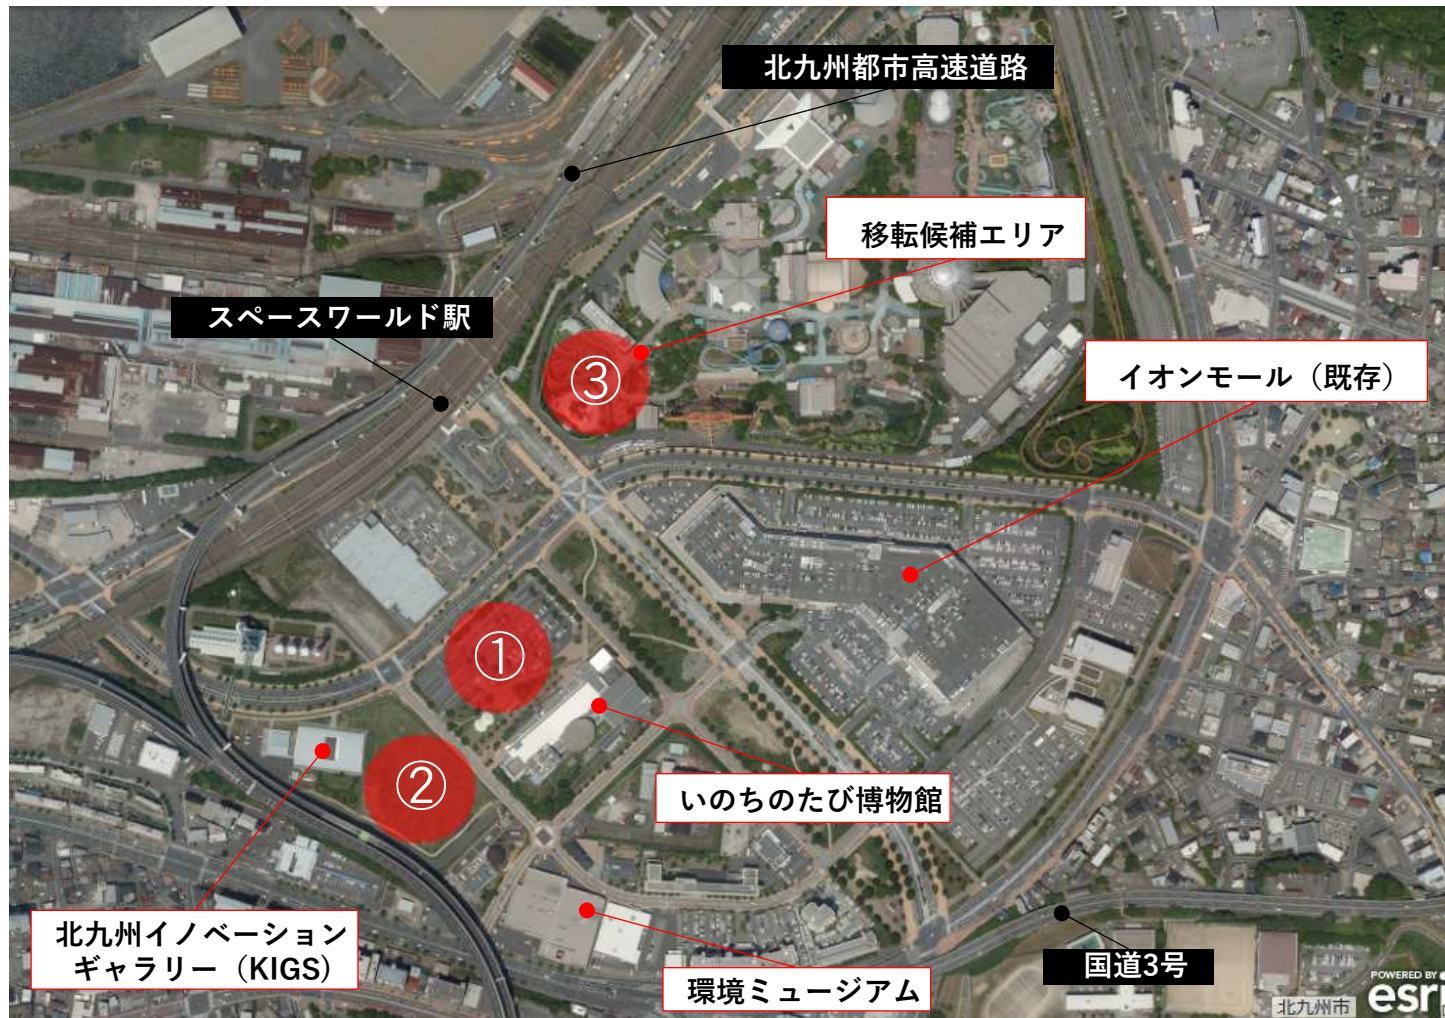 北九州都市高速道路
移転候補エリア
スペースワールド駅
③
イオンモール（既存）
①
②
いのちのたび博物館
北九州イノベーション
ギャラリー（KIGS）
環境ミュージアム
国道3号
POWERED BY
esri
北九州市